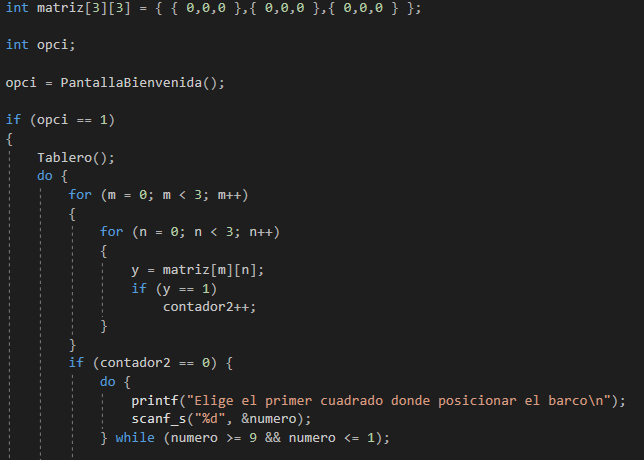 int matriz[3][3] = { { 0,0,0 },{ 0,0,0 },{ 0,0,0 } };
int opci;
opci = PantallaBienvenida();
if (opci == 1)
{
Tablero();
do {
for (m = 0; m < 3; m++)
{
for (n = 0; n < 3; n++)
{
y = matriz[m][n];
if (y == 1)
contador2++;
}
}
if (contador2 == 0) {
do {
printf("Elige el primer cuadrado donde posicionar el barco\n");
scanf_s("%d", &numero);
} while (numero >= 9 && numero <= 1);